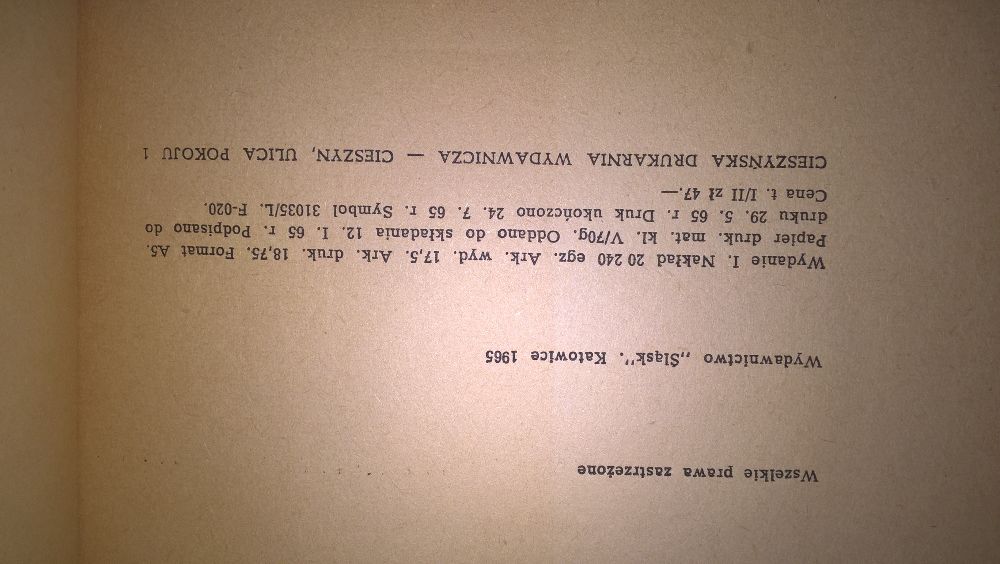 Wszelkie prawa zastrzeżone
Wydawnictwo „Śląsk". Katowice 1965
Wydanie I. Nakład 20 240 egz. Ark. wyd. 17,5. Ark. druk. 18,75. Format A5.
Papier druk. mat. kl. V/70g. Oddano do składania 12. I. 65 r. Podpisano do
druku 29. 5. 65 r. Druk ukończono 24. 7. 65 r. Symbol 31035/L. F-020.
Cena t. I/II zł 47.—
CIESZYŃSKA DRUKARNIA WYDAWNICZA — CIESZYN, ULICA POKOJU 1